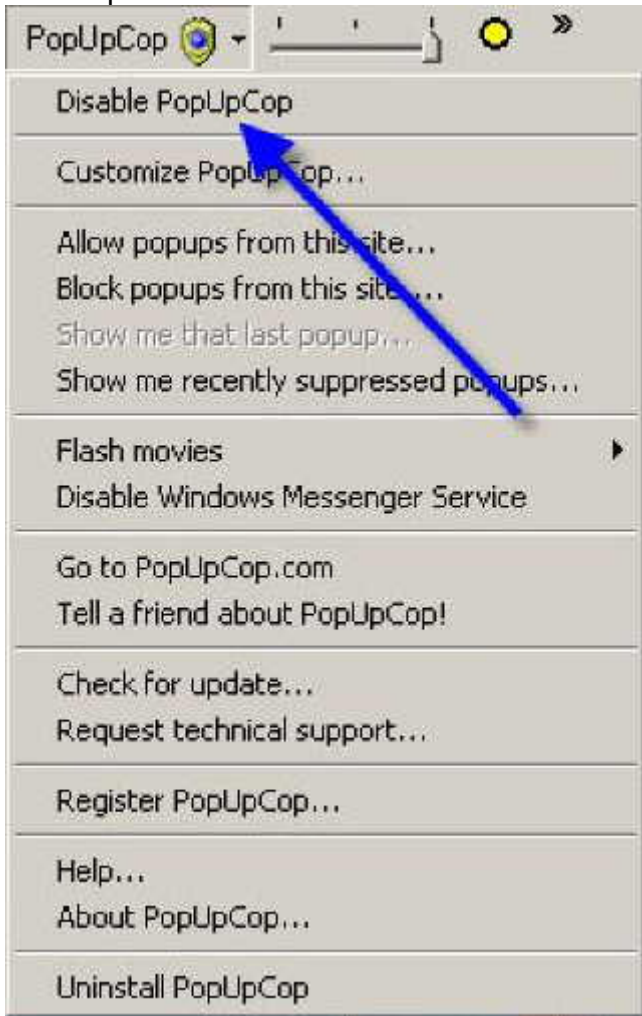 PopUpCop
Disable PopUpCop
Customize PopUpCop...
Allow popups from this site...
Block popups from this site...
Show me that last popup...
Show me recently suppressed popups...
Flash movies
Disable Windows Messenger Service
Go to PopUpCop.com
Tell a friend about PopUpCop!
Check for update...
Request technical support...
Register PopUpCop...
Help...
About PopUpCop...
Uninstall PopUpCop